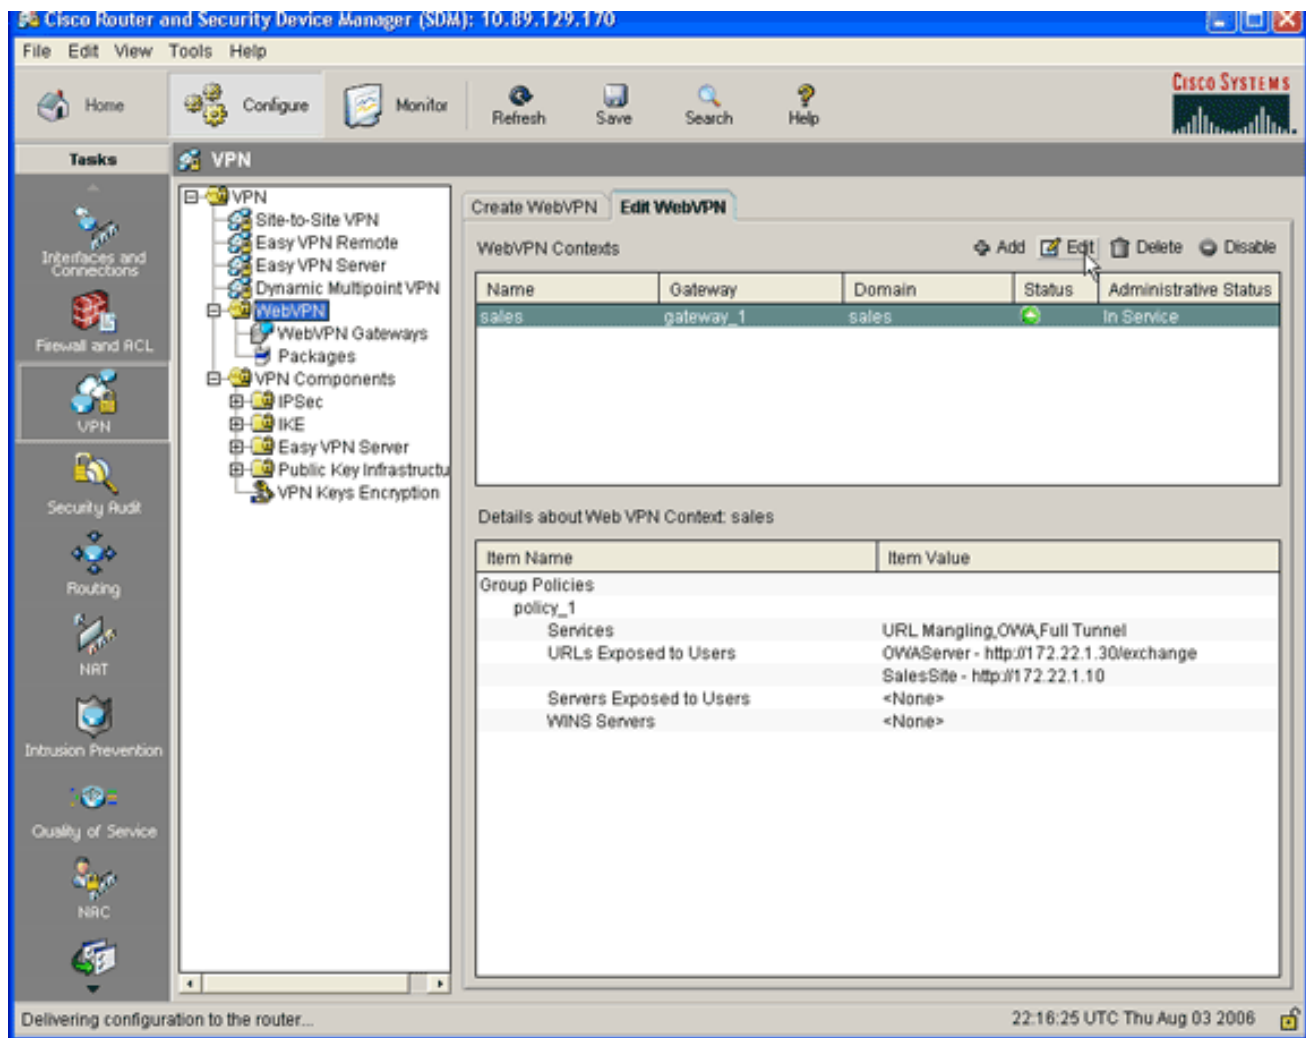 Cisco Router and Security Device Manager (SDM): 10.89.129.170
File Edit View Tools Help
Home Configure Monitor Refresh Save Search Help
CISCO SYSTEMS
Tasks
VPN
Interfaces and
Connections
Firewall and ACL
VPN
Security Audit
Routing
NAT
Intrusion Prevention
Quality of Service
NAC
VPN
Site-to-Site VPN
Easy VPN Remote
Easy VPN Server
Dynamic Multipoint VPN
WebVPN
WebVPN Gateways
Packages
VPN Components
IPSec
IKE
Easy VPN Server
Public Key Infrastructu
VPN Keys Encryption
Create WebVPN Edit WebVPN
WebVPN Contexts Add Edit Delete Disable
Name Gateway Domain Status Administrative Status
sales gateway_1 sales In Service
Details about Web VPN Context: sales
Item Name Item Value
Group Policies
policy_1
Services URL Mangling,OWA,Full Tunnel
URLs Exposed to Users OWAServer - http://172.22.1.30/exchange
SalesSite - http://172.22.1.10
Servers Exposed to Users <None>
WINS Servers <None>
Delivering configuration to the router... 22:16:25 UTC Thu Aug 03 2006